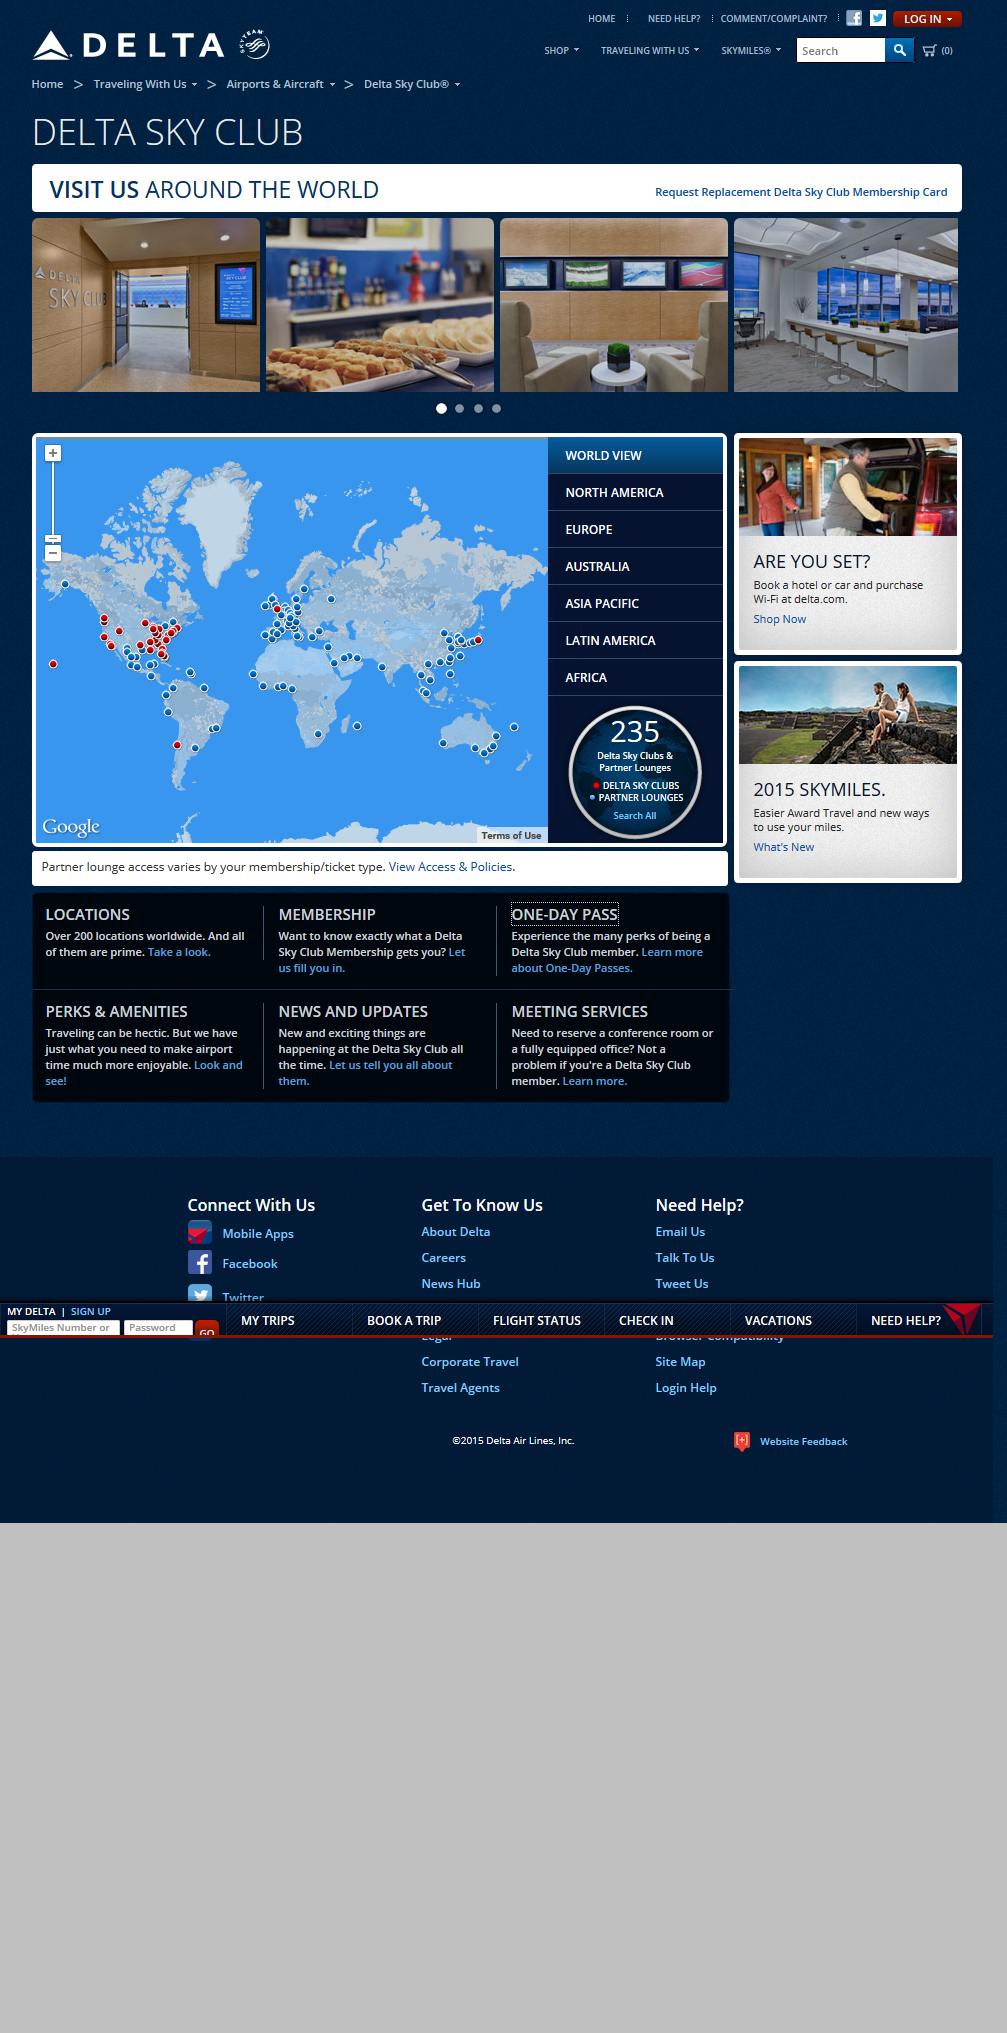 HOME
NEED HELP?
COMMENT/COMPLAINT?
LOG IN
DELTA
SKYTEAM
SHOP
TRAVELING WITH US
SKYMILES®
Search
(0)
Home > Traveling With Us > Airports & Aircraft > Delta Sky Club®
DELTA SKY CLUB
VISIT US AROUND THE WORLD
Request Replacement Delta Sky Club Membership Card
DELTA
SKY CLUB
WORLD VIEW
NORTH AMERICA
EUROPE
AUSTRALIA
ASIA PACIFIC
LATIN AMERICA
AFRICA
235
Delta Sky Clubs &
Partner Lounges
DELTA SKY CLUBS
PARTNER LOUNGES
Search All
Google
Terms of Use
ARE YOU SET?
Book a hotel or car and purchase
Wi-Fi at delta.com.
Shop Now
2015 SKYMILES.
Easier Award Travel and new ways
to use your miles.
What's New
Partner lounge access varies by your membership/ticket type. View Access & Policies.
LOCATIONS
Over 200 locations worldwide. And all
of them are prime. Take a look.
MEMBERSHIP
Want to know exactly what a Delta
Sky Club Membership gets you? Let
us fill you in.
ONE-DAY PASS
Experience the many perks of being a
Delta Sky Club member. Learn more
about One-Day Passes.
PERKS & AMENITIES
Traveling can be hectic. But we have
just what you need to make airport
time much more enjoyable. Look and
see!
NEWS AND UPDATES
New and exciting things are
happening at the Delta Sky Club all
the time. Let us tell you all about
them.
MEETING SERVICES
Need to reserve a conference room or
a fully equipped office? Not a
problem if you're a Delta Sky Club
member. Learn more.
Connect With Us
Mobile Apps
Facebook
Twitter
Get To Know Us
About Delta
Careers
News Hub
Need Help?
Email Us
Talk To Us
Tweet Us
MY DELTA | SIGN UP
SkyMiles Number or
Password
GO
MY TRIPS
BOOK A TRIP
FLIGHT STATUS
CHECK IN
VACATIONS
NEED HELP?
Legal
Corporate Travel
Travel Agents
Browser Compatibility
Site Map
Login Help
©2015 Delta Air Lines, Inc.
[+]
Website Feedback